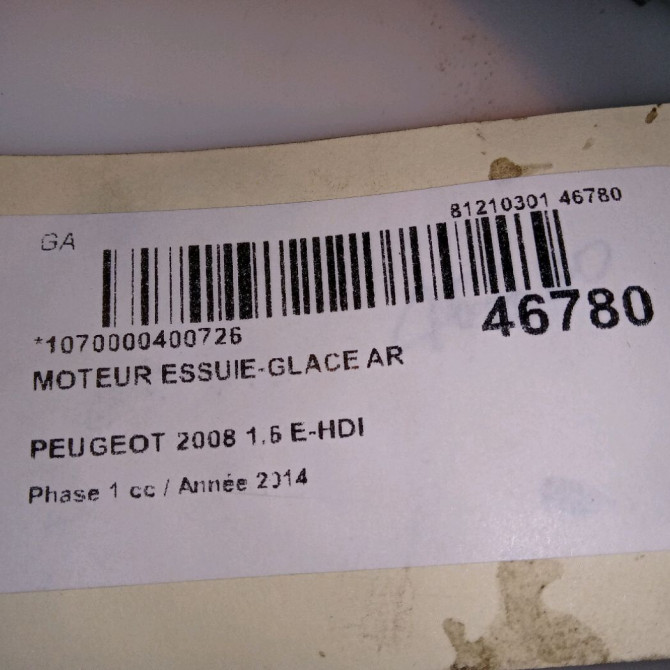 GA
81210301 46780
46780
*1070000400726
MOTEUR ESSUIE-GLACE AR
PEUGEOT 2008 1.6 E-HDI
Phase 1 cc / Année 2014